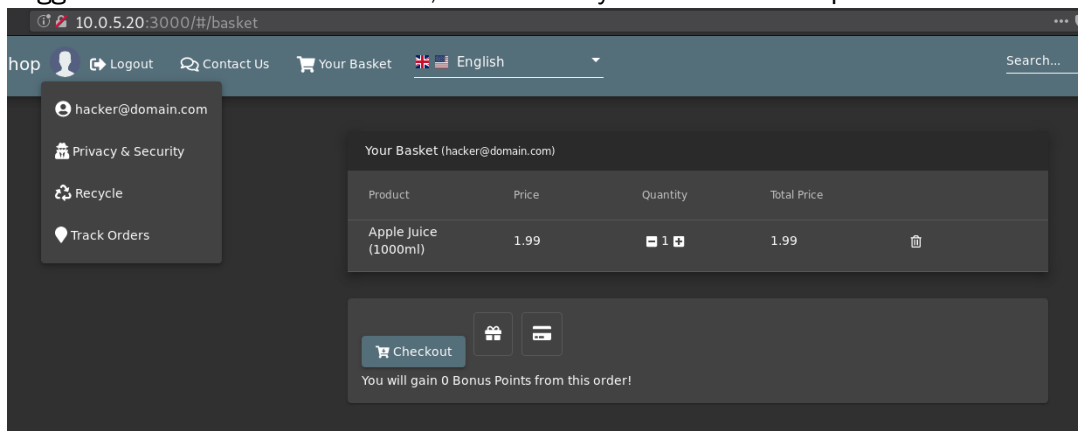 10.0.5.20:3000/#/basket
hop Logout Contact Us Your Basket English Search...
hacker@domain.com
Privacy & Security
Recycle
Track Orders
Your Basket (hacker@domain.com)
Product Price Quantity Total Price
Apple Juice
(1000ml) 1.99 1 1.99
Checkout
You will gain 0 Bonus Points from this order!